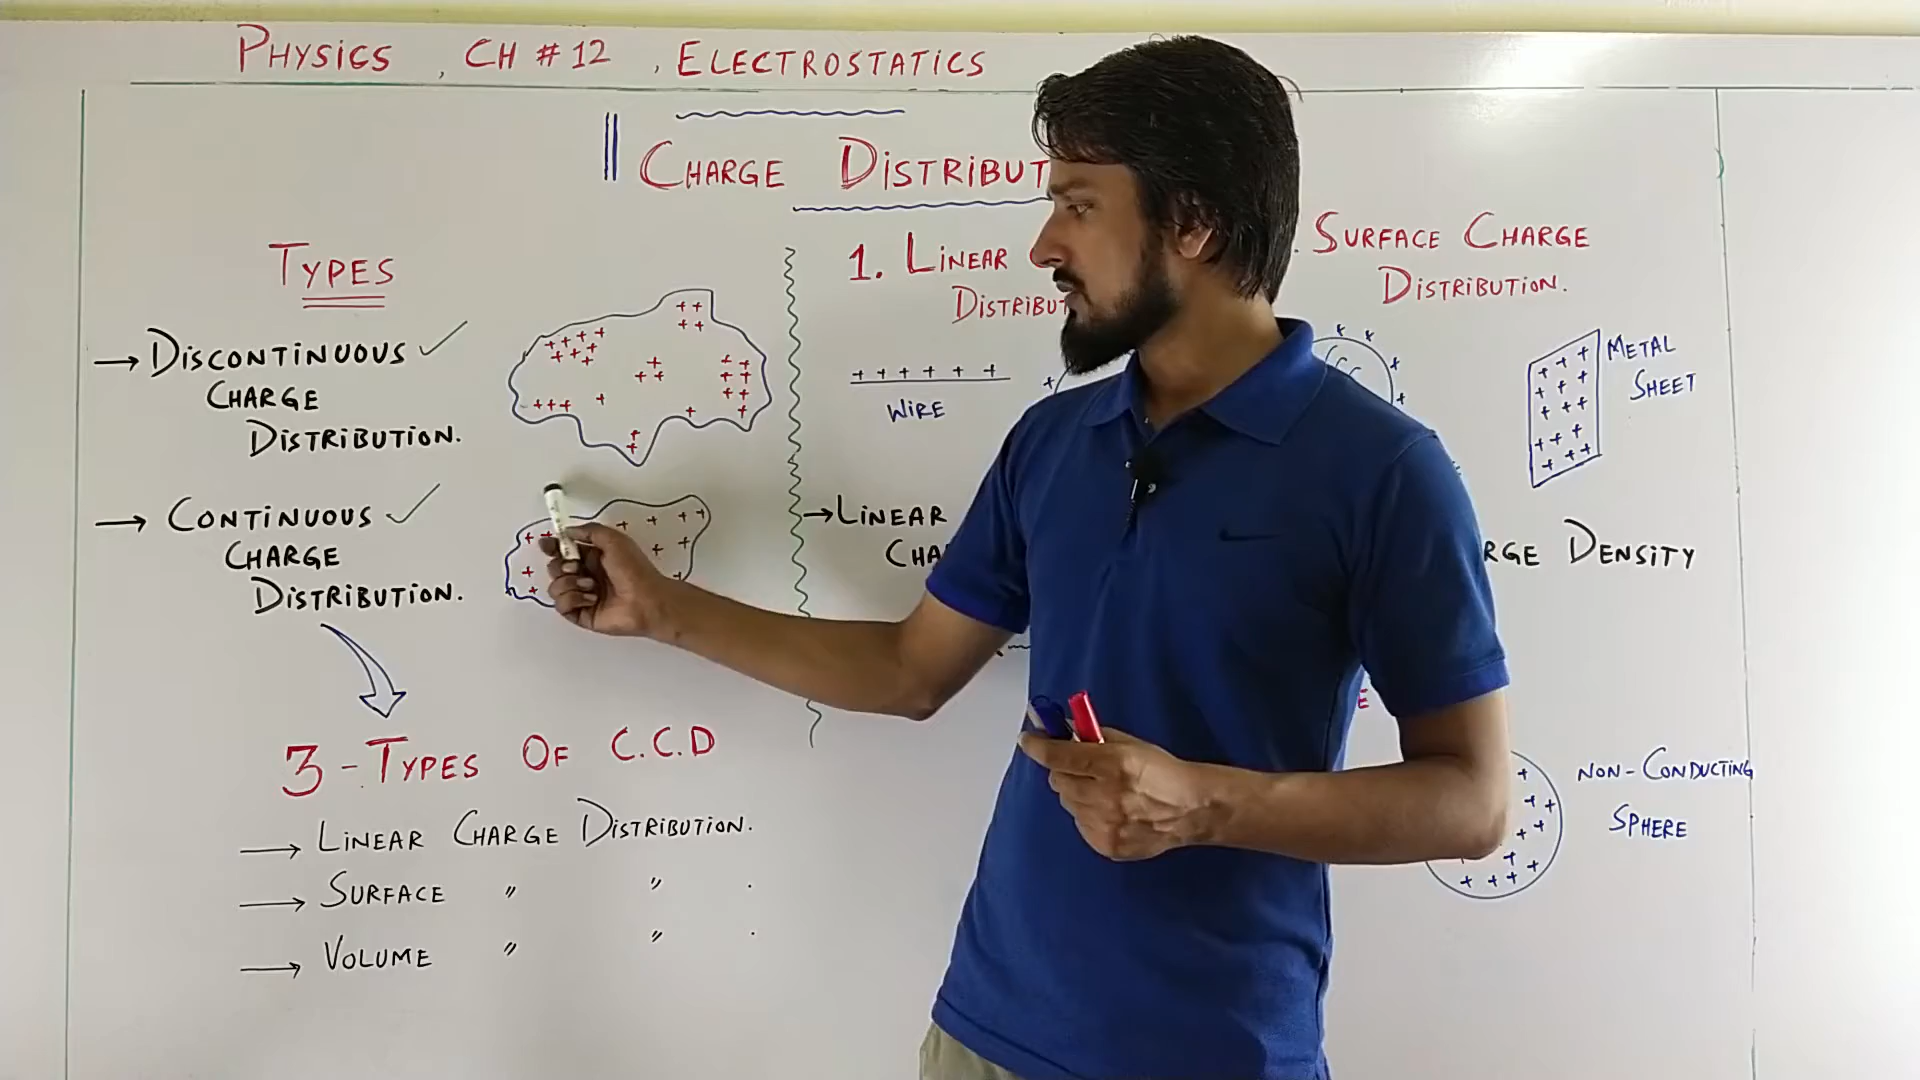 PHYSICS , CH # 12 , ELECTROSTATICS
CHARGE DISTRIBUT
TYPES
→ DISCONTINUOUS ✓
CHARGE
DISTRIBUTION.
→ CONTINUOUS ✓
CHARGE
DISTRIBUTION.
3 - TYPES OF C.C.D
→ LINEAR CHARGE DISTRIBUTION.
→ SURFACE " " .
→ VOLUME " " .
1. LINEAR
DISTRIBUT
WIRE
→ LINEAR
CHA
. SURFACE CHARGE
DISTRIBUTION.
METAL
SHEET
RGE DENSITY
E
NON-CONDUCTING
SPHERE